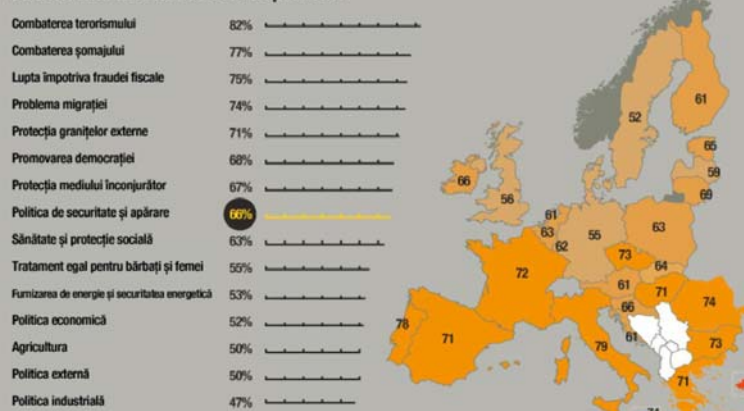 Combaterea terorismului 82%
Combaterea șomajului 77%
Lupta împotriva fraudei fiscale 75%
Problema migrației 74%
Protecția granițelor externe 71%
Promovarea democrației 68%
Protecția mediului înconjurător 67%
Politica de securitate și apărare 66%
Sănătate și protecție socială 63%
Tratament egal pentru bărbați și femei 55%
Furnizarea de energie și securitatea energetică 53%
Politica economică 52%
Agricultura 50%
Politica externă 50%
Politica industrială 47%
61
52
65
59
69
66
56
61
63
62
55
63
73
64
72
61
71
74
66
61
78
71
79
73
71